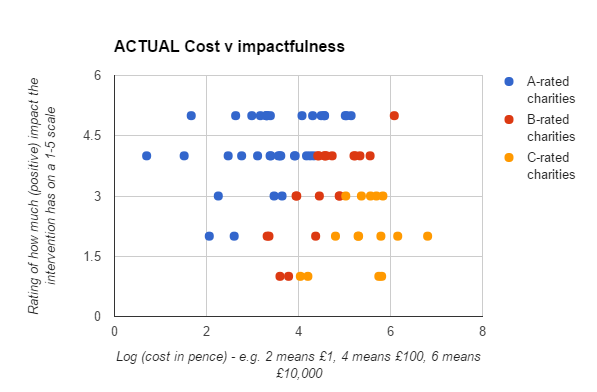 ACTUAL Cost v impactfulness
Rating of how much (positive) impact the
intervention has on a 1-5 scale
6
4.5
3
1.5
0
0 2 4 6 8
Log (cost in pence) - e.g. 2 means £1, 4 means £100, 6 means
£10,000
A-rated
charities
B-rated
charities
C-rated
charities